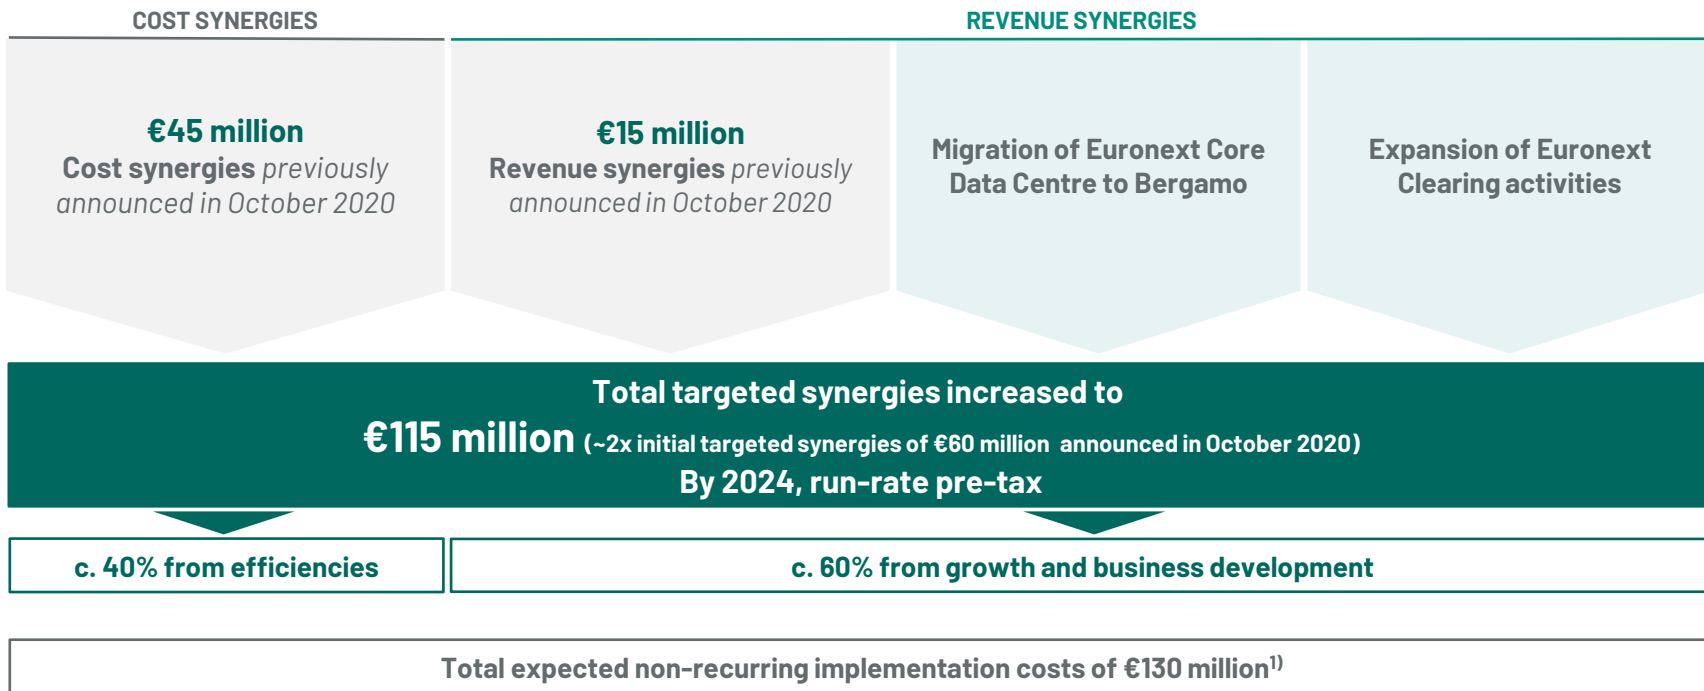 COST SYNERGIES
REVENUE SYNERGIES
€45 million
Cost synergies previously
announced in October 2020
€15 million
Revenue synergies previously
announced in October 2020
Migration of Euronext Core
Data Centre to Bergamo
Expansion of Euronext
Clearing activities
Total targeted synergies increased to
€115 million (~2x initial targeted synergies of €60 million announced in October 2020)
By 2024, run-rate pre-tax
c. 40% from efficiencies
c. 60% from growth and business development
Total expected non-recurring implementation costs of €130 million¹⁾